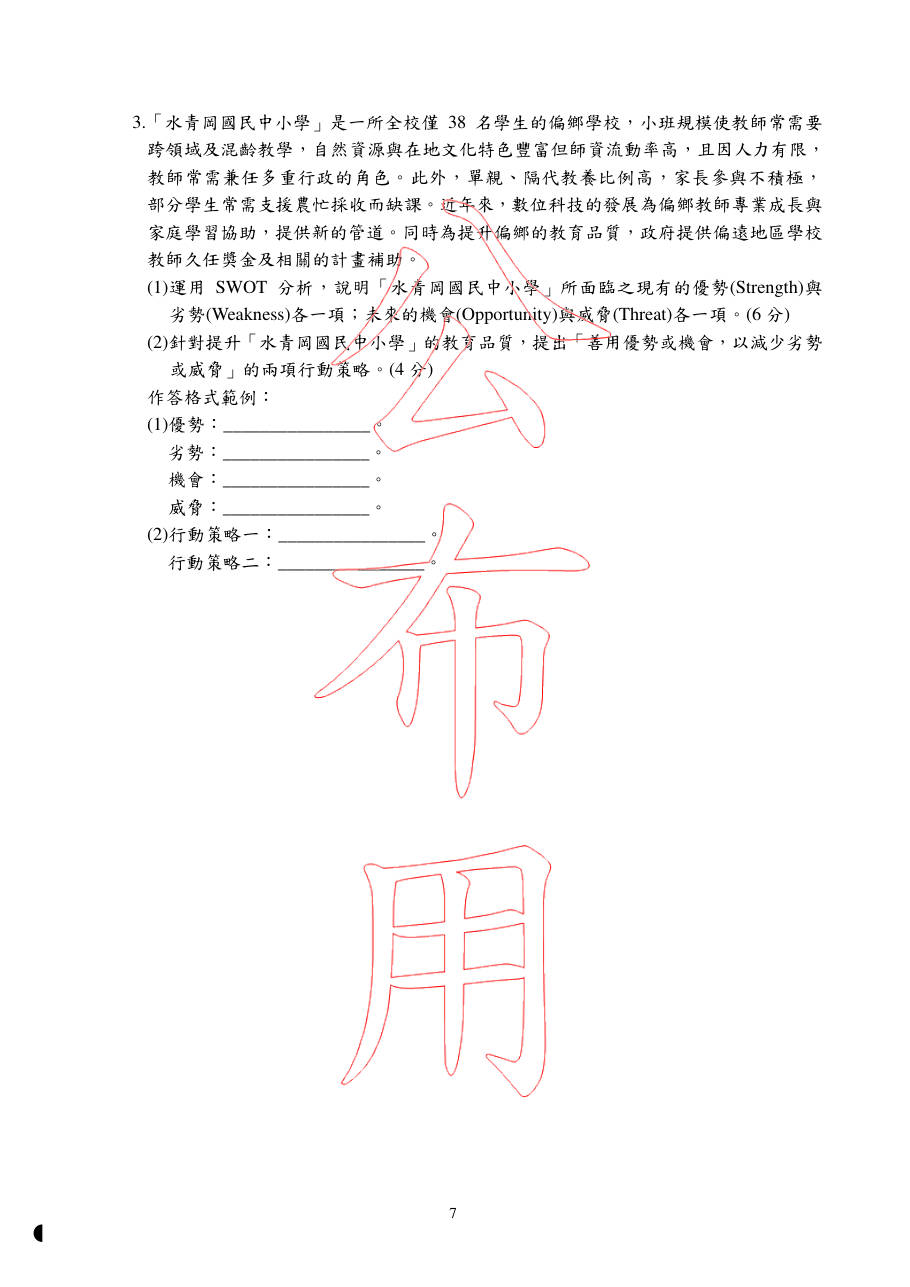 3.「水青岡國民中小學」是一所全校僅 38 名學生的偏鄉學校，小班規模使教師常需要
跨領域及混齡教學，自然資源與在地文化特色豐富但師資流動率高，且因人力有限，
教師常需兼任多重行政的角色。此外，單親、隔代教養比例高，家長參與不積極，
部分學生常需支援農忙採收而缺課。近年來，數位科技的發展為偏鄉教師專業成長與
家庭學習協助，提供新的管道。同時為提升偏鄉的教育品質，政府提供偏遠地區學校
教師久任獎金及相關的計畫補助。
(1)運用 SWOT 分析，說明「水青岡國民中小學」所面臨之現有的優勢(Strength)與
劣勢(Weakness)各一項；未來的機會(Opportunity)與威脅(Threat)各一項。(6 分)
(2)針對提升「水青岡國民中小學」的教育品質，提出「善用優勢或機會，以減少劣勢
或威脅」的兩項行動策略。(4 分)
作答格式範例：
(1)優勢：________________。
劣勢：________________。
機會：________________。
威脅：________________。
(2)行動策略一：________________。
行動策略二：________________。
公布用
7